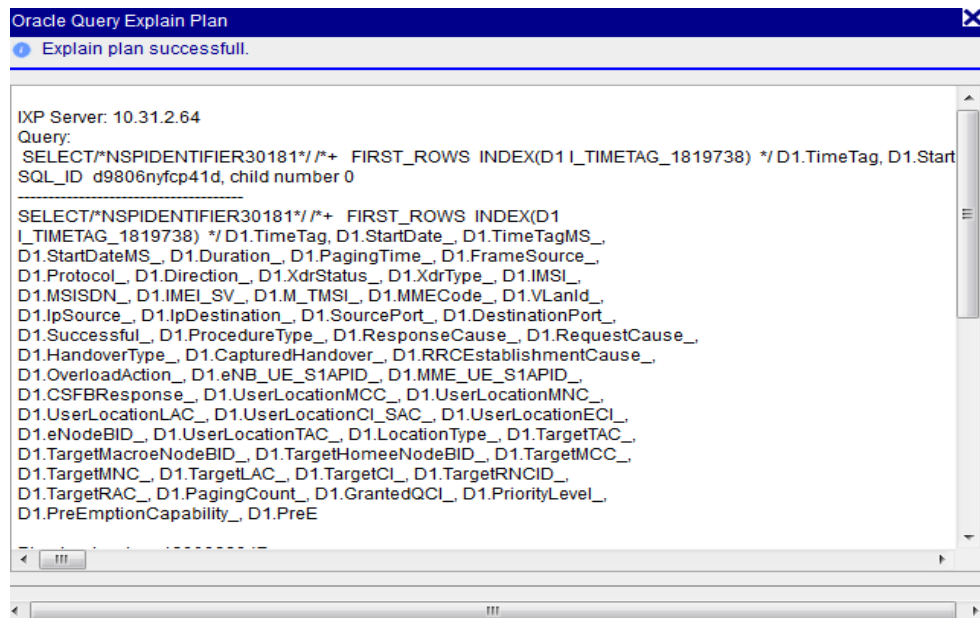 Oracle Query Explain Plan
Explain plan successfull.
IXP Server: 10.31.2.64
Query:
SELECT/*NSPIDENTIFIER30181*/ /*+   FIRST_ROWS  INDEX(D1 I_TIMETAG_1819738)  */ D1.TimeTag, D1.Start
SQL_ID  d9806nyfcp41d, child number 0
-------------------------------------
SELECT/*NSPIDENTIFIER30181*/ /*+   FIRST_ROWS  INDEX(D1
I_TIMETAG_1819738)  */ D1.TimeTag, D1.StartDate_, D1.TimeTagMS_,
D1.StartDateMS_, D1.Duration_, D1.PagingTime_, D1.FrameSource_,
D1.Protocol_, D1.Direction_, D1.XdrStatus_, D1.XdrType_, D1.IMSI_,
D1.MSISDN_, D1.IMEI_SV_, D1.M_TMSI_, D1.MMECode_, D1.VLanId_,
D1.IpSource_, D1.IpDestination_, D1.SourcePort_, D1.DestinationPort_,
D1.Successful_, D1.ProcedureType_, D1.ResponseCause_, D1.RequestCause_,
D1.HandoverType_, D1.CapturedHandover_, D1.RRCEstablishmentCause_,
D1.OverloadAction_, D1.eNB_UE_S1APID_, D1.MME_UE_S1APID_,
D1.CSFBResponse_, D1.UserLocationMCC_, D1.UserLocationMNC_,
D1.UserLocationLAC_, D1.UserLocationCI_SAC_, D1.UserLocationECI_,
D1.eNodeBID_, D1.UserLocationTAC_, D1.LocationType_, D1.TargetTAC_,
D1.TargetMacroeNodeBID_, D1.TargetHomeeNodeBID_, D1.TargetMCC_,
D1.TargetMNC_, D1.TargetLAC_, D1.TargetCI_, D1.TargetRNCID_,
D1.TargetRAC_, D1.PagingCount_, D1.GrantedQCI_, D1.PriorityLevel_,
D1.PreEmptionCapability_, D1.PreE